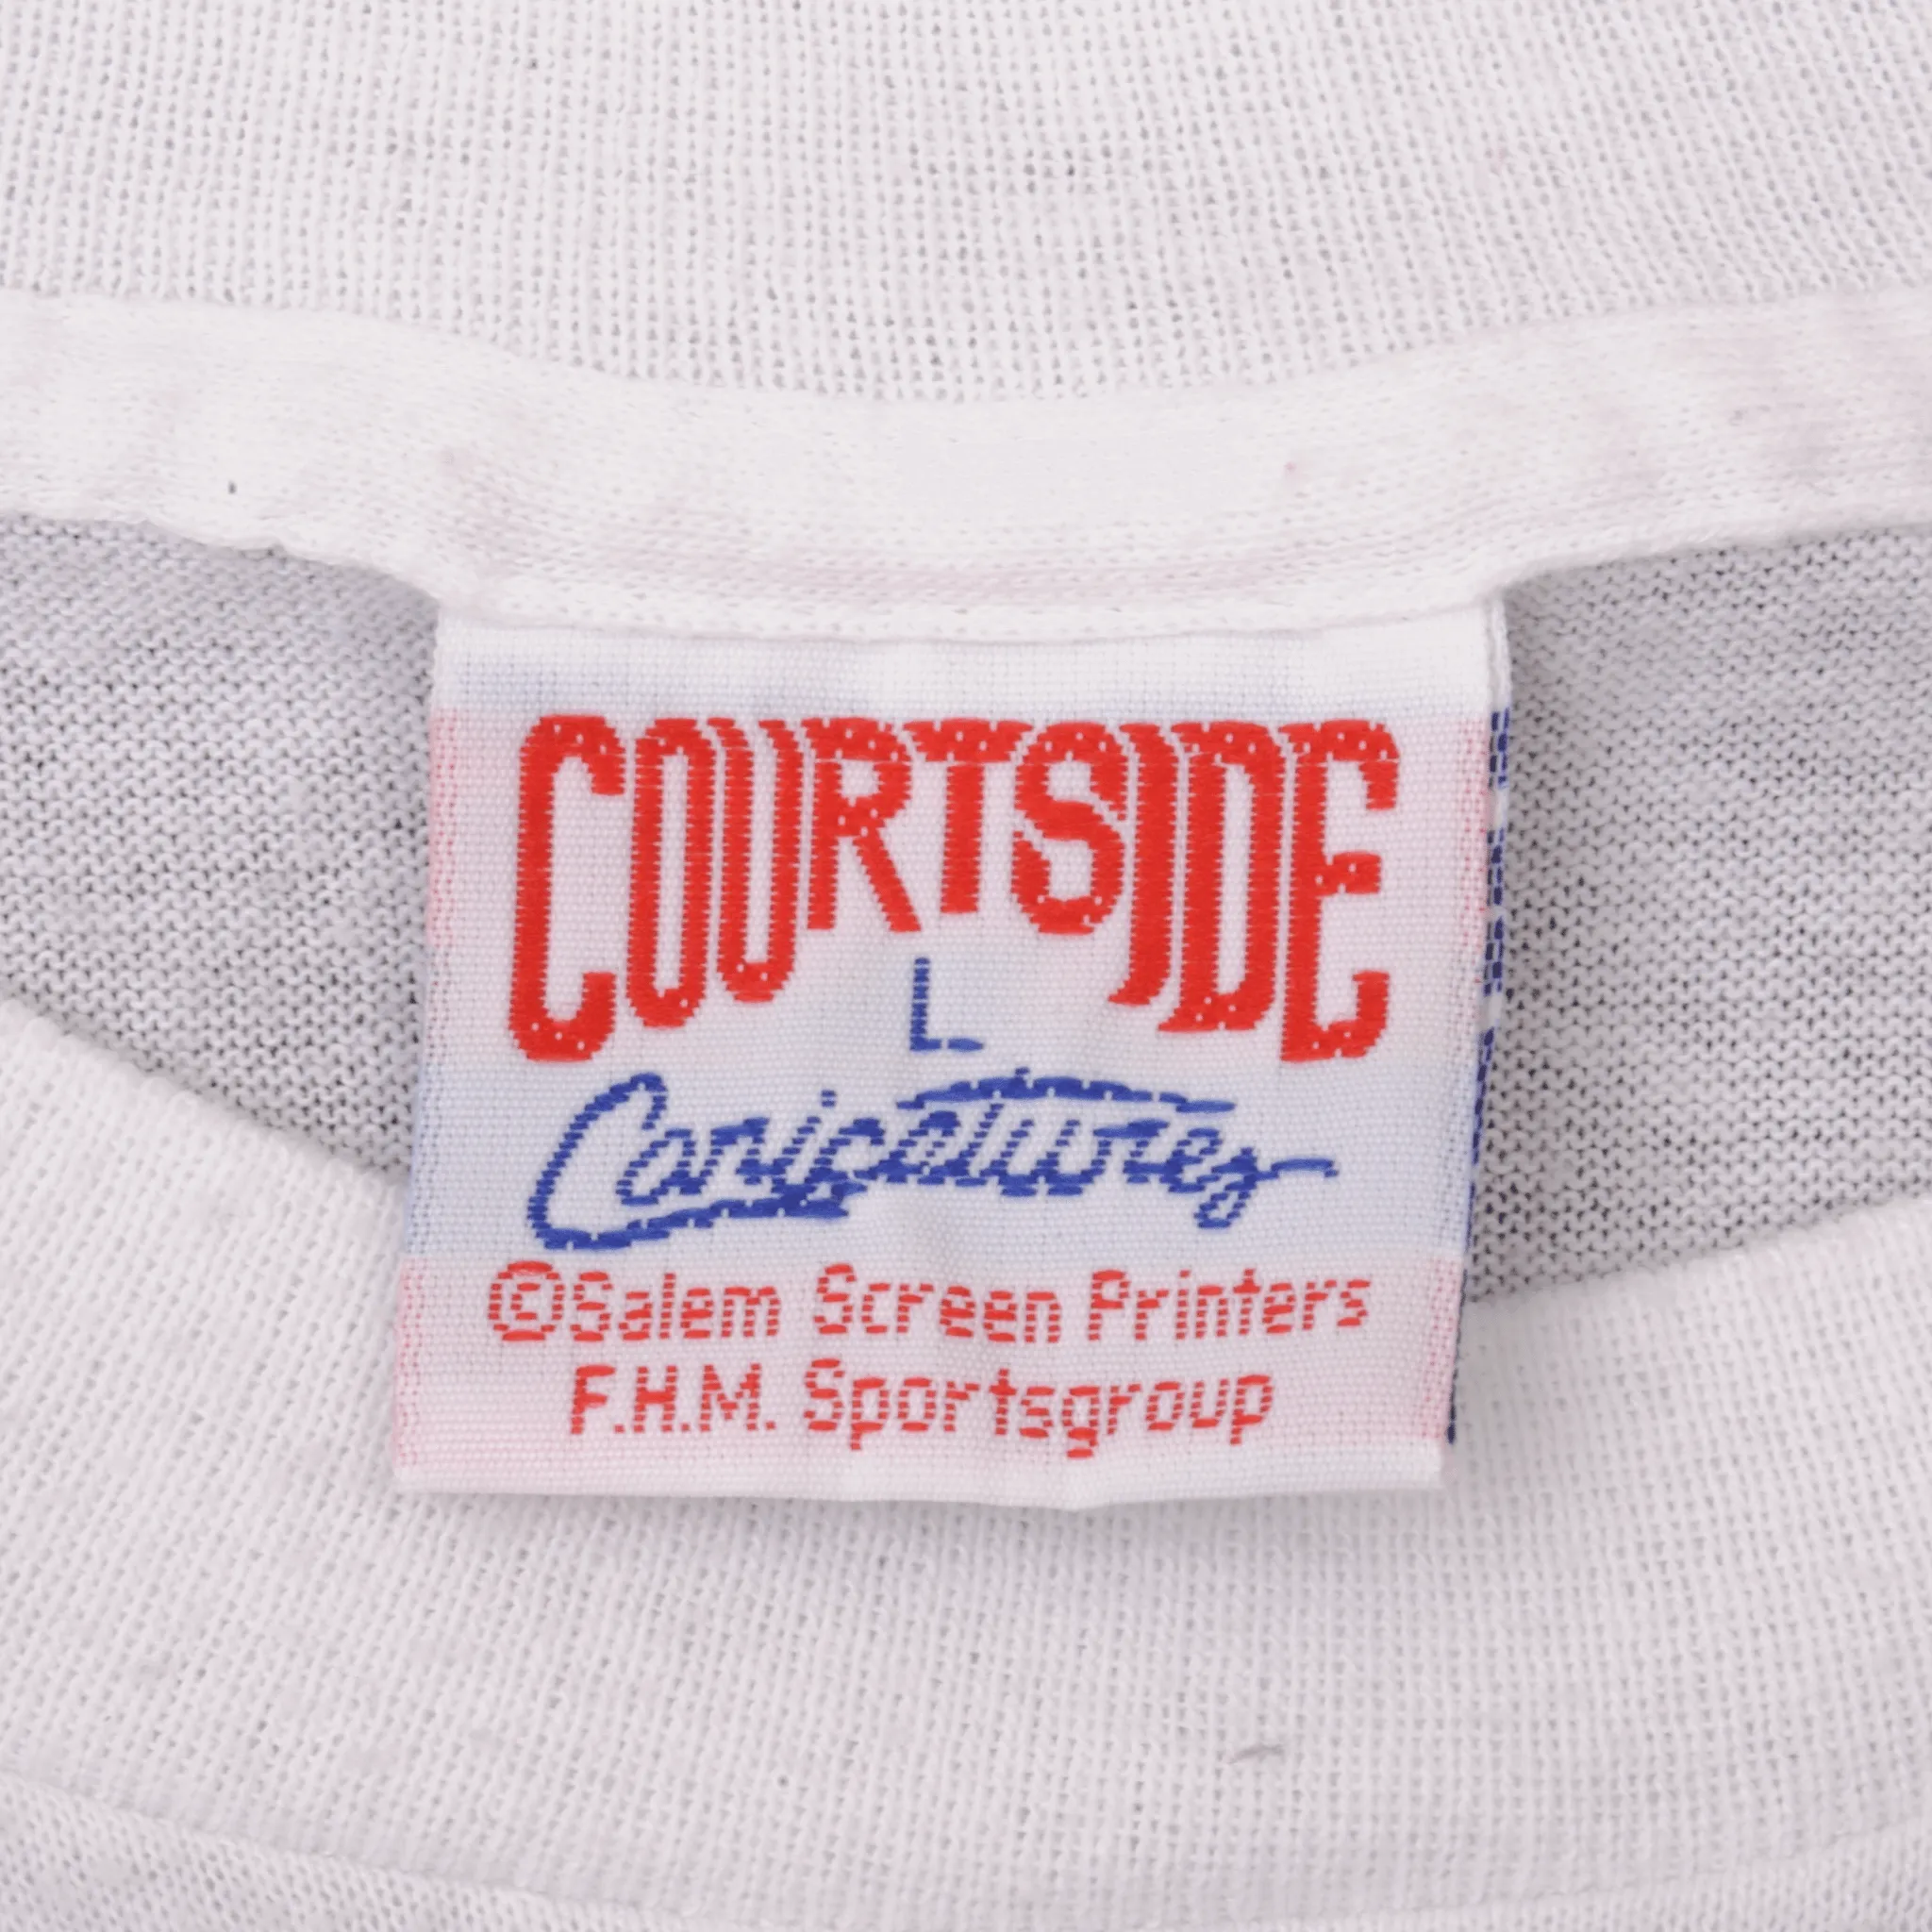 COURTSIDE
L
Caricatures
©Salem Screen Printers
F.H.M. Sportsgroup